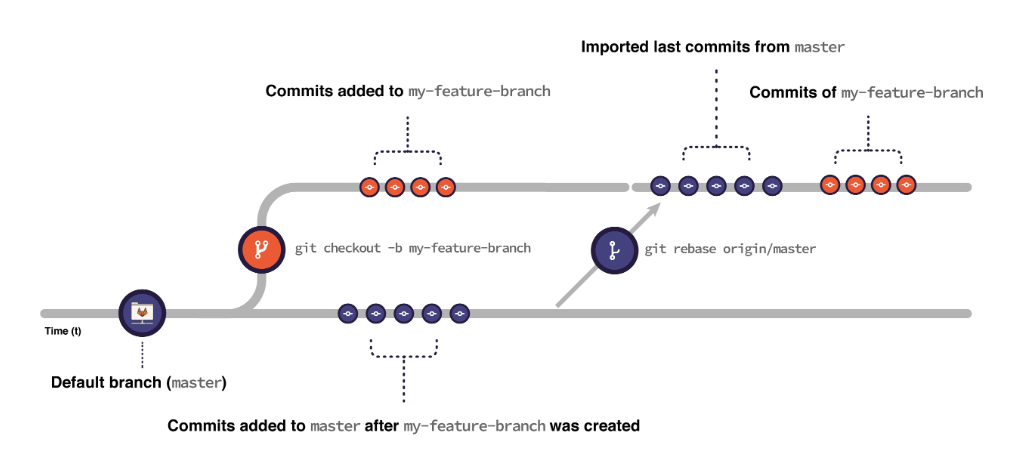 Imported last commits from master
Commits added to my-feature-branch
Commits of my-feature-branch
git checkout -b my-feature-branch
git rebase origin/master
Time (t)
Default branch (master)
Commits added to master after my-feature-branch was created